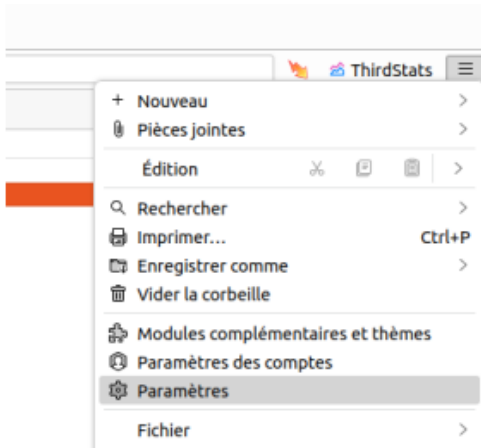 ThirdStats
Nouveau
Pièces jointes
Édition
Rechercher
Imprimer... Ctrl+P
Enregistrer comme
Vider la corbeille
Modules complémentaires et thèmes
Paramètres des comptes
Paramètres
Fichier